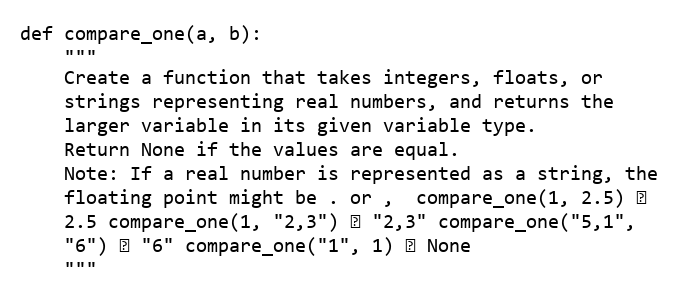 def compare_one(a, b):
    """
    Create a function that takes integers, floats, or
    strings representing real numbers, and returns the
    larger variable in its given variable type.
    Return None if the values are equal.
    Note: If a real number is represented as a string, the
    floating point might be . or ,  compare_one(1, 2.5) �
    2.5 compare_one(1, "2,3") � "2,3" compare_one("5,1",
    "6") � "6" compare_one("1", 1) � None
    """